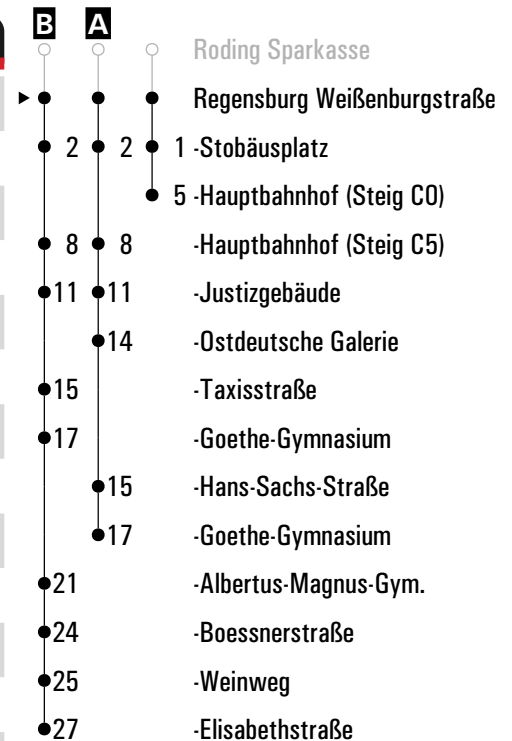 B A
Roding Sparkasse
Regensburg Weißenburgstraße
2 2 1 -Stobäusplatz
5 -Hauptbahnhof (Steig C0)
8 8 -Hauptbahnhof (Steig C5)
11 11 -Justizgebäude
14 -Ostdeutsche Galerie
15 -Taxisstraße
17 -Goethe-Gymnasium
15 -Hans-Sachs-Straße
17 -Goethe-Gymnasium
21 -Albertus-Magnus-Gym.
24 -Boessnerstraße
25 -Weinweg
27 -Elisabethstraße